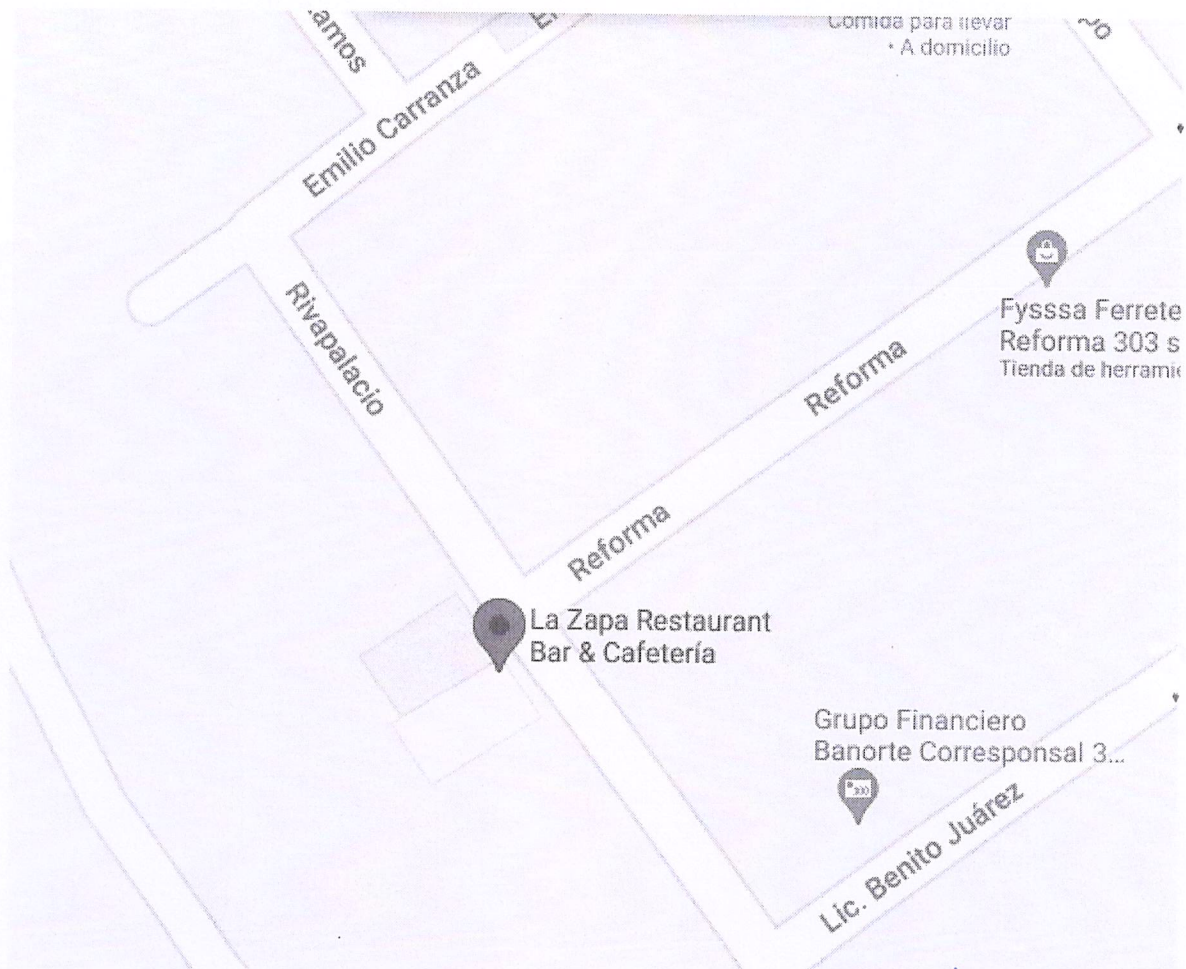 Comida para llevar
• A domicilio
Emilio Carranza
Rivapalacio
Fysssa Ferrete
Reforma 303 s
Tienda de herramie
Reforma
Reforma
La Zapa Restaurant
Bar & Cafetería
Grupo Financiero
Banorte Corresponsal 3...
Lic. Benito Juárez